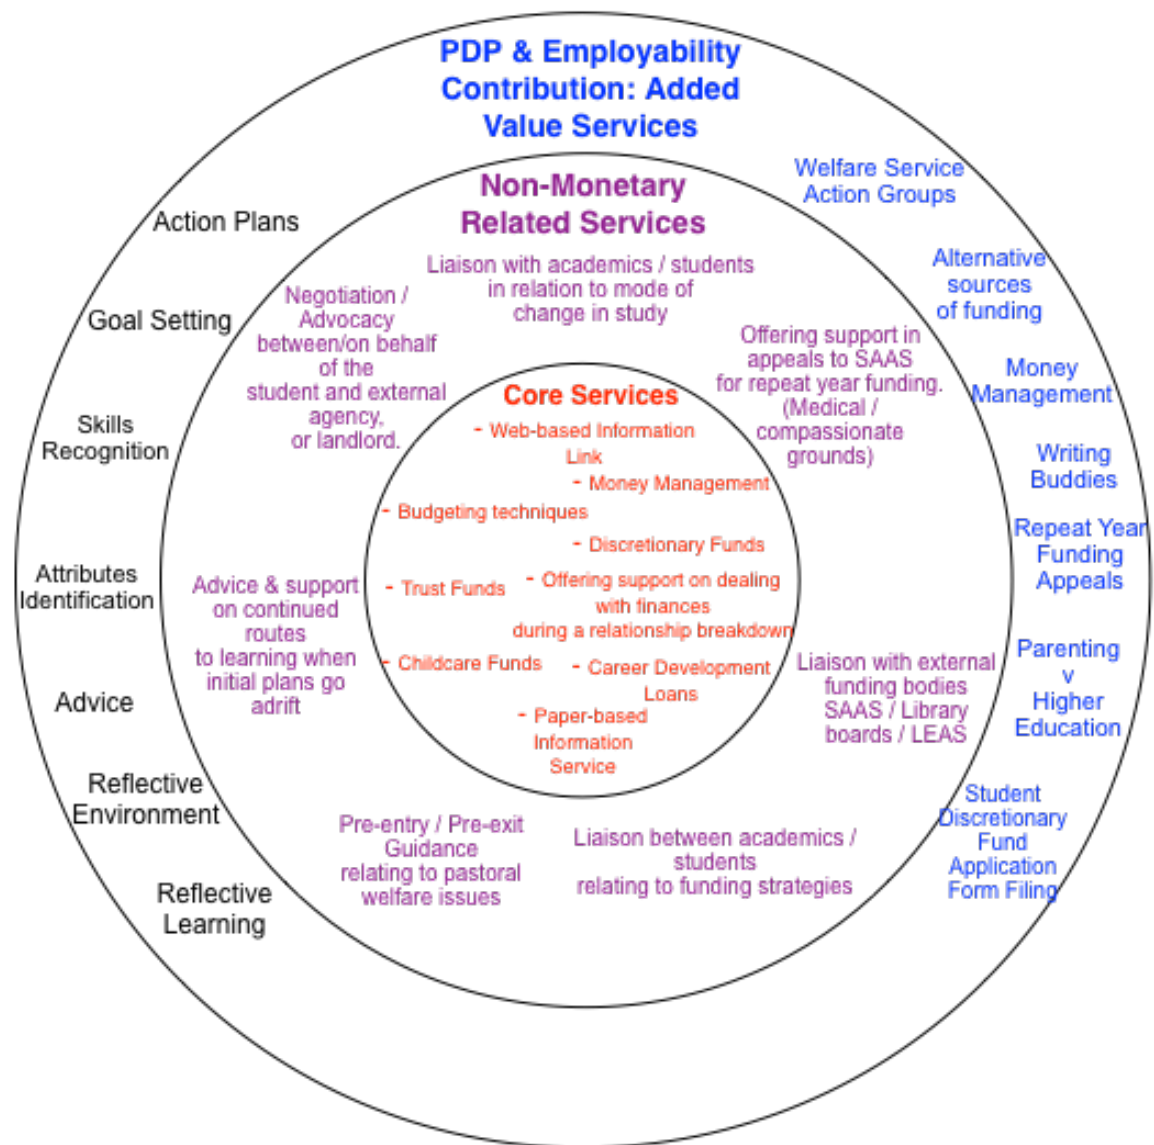 PDP & Employability
Contribution: Added
Value Services
Welfare Service
Action Groups
Alternative
sources
of funding
Money
Management
Writing
Buddies
Repeat Year
Funding
Appeals
Parenting
v
Higher
Education
Student
Discretionary
Fund
Application
Form Filing
Action Plans
Goal Setting
Skills
Recognition
Attributes
Identification
Advice
Reflective
Environment
Reflective
Learning
Non-Monetary
Related Services
Liaison with academics / students
in relation to mode of
change in study
Negotiation /
Advocacy
between/on behalf
of the
student and external
agency,
or landlord.
Offering support in
appeals to SAAS
for repeat year funding.
(Medical /
compassionate
grounds)
Advice & support
on continued
routes
to learning when
initial plans go
adrift
Liaison with external
funding bodies
SAAS / Library
boards / LEAS
Pre-entry / Pre-exit
Guidance
relating to pastoral
welfare issues
Liaison between academics /
students
relating to funding strategies
Core Services
- Web-based Information
Link
- Money Management
- Budgeting techniques
- Discretionary Funds
- Trust Funds
- Offering support on dealing
with finances
during a relationship breakdown
- Childcare Funds
- Career Development
Loans
- Paper-based
Information
Service